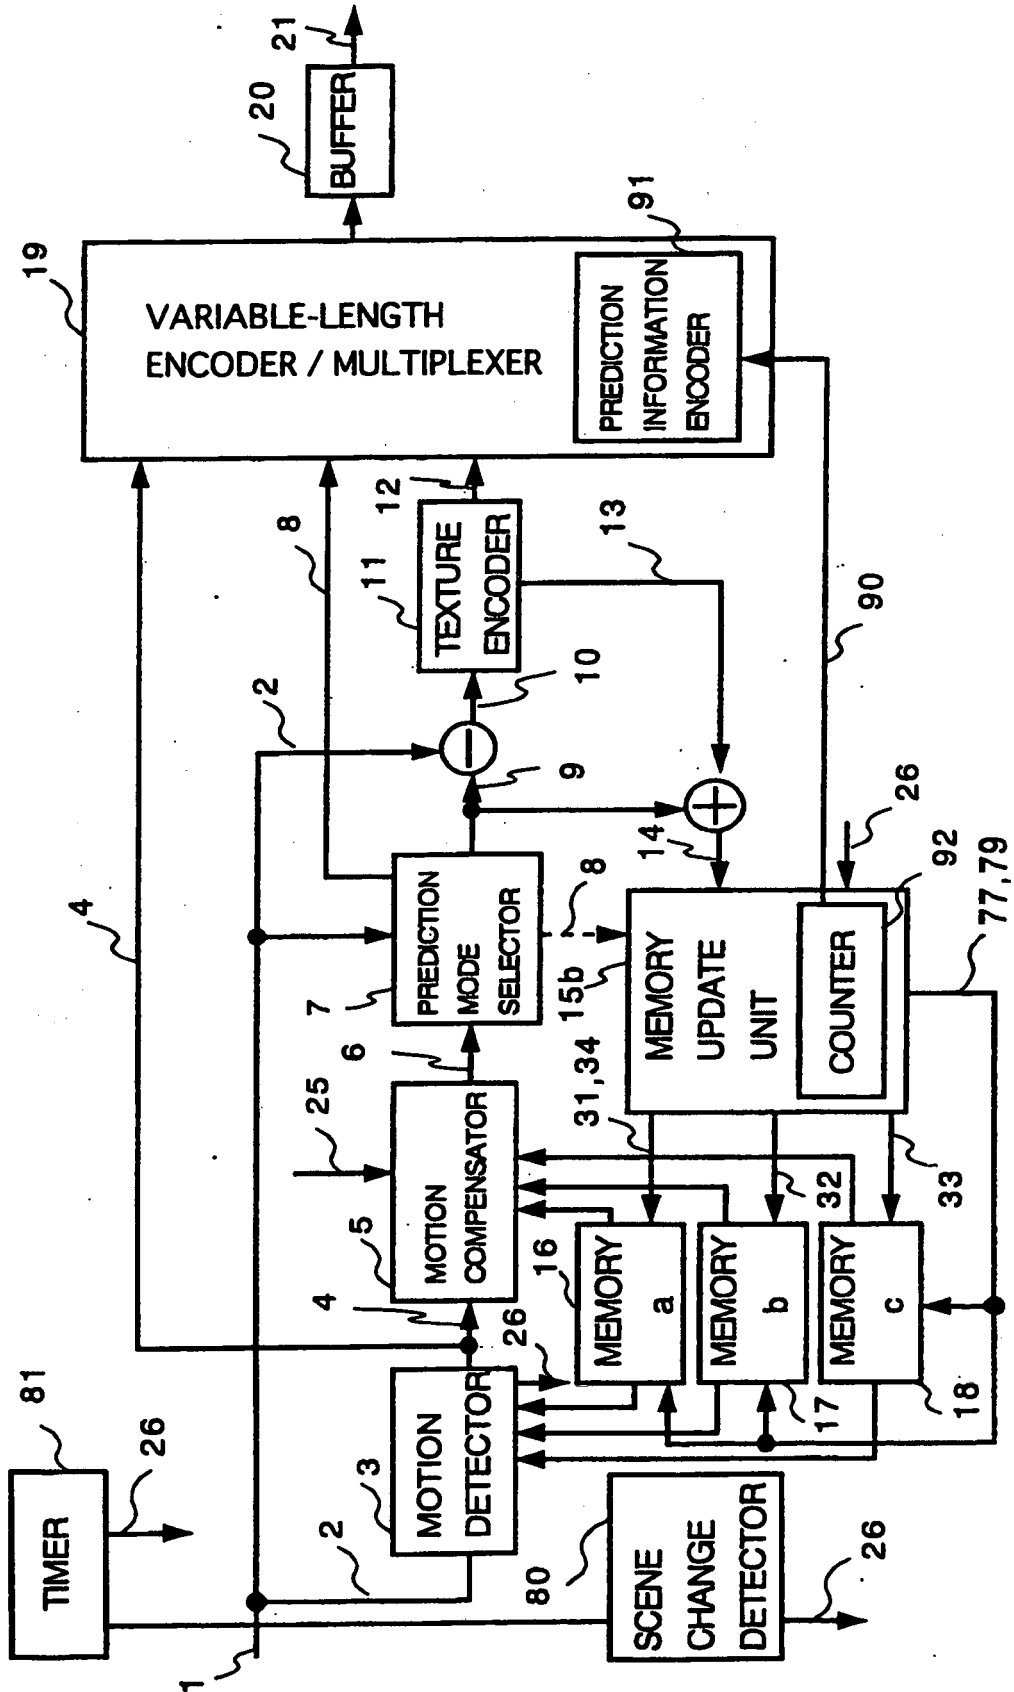 TIMER
81
26
1
2
2
4
19
VARIABLE-LENGTH
ENCODER / MULTIPLEXER
PREDICTION
INFORMATION
ENCODER
91
20
BUFFER
21
8
3
MOTION
DETECTOR
4
26
25
5
MOTION
COMPENSATOR
6
7
PREDICTION
MODE
SELECTOR
8
9
10
11
TEXTURE
ENCODER
12
13
14
15b
MEMORY
UPDATE
UNIT
COUNTER
92
26
90
77,79
31,34
32
33
16
MEMORY
a
MEMORY
b
17
MEMORY
c
18
80
SCENE
CHANGE
DETECTOR
26